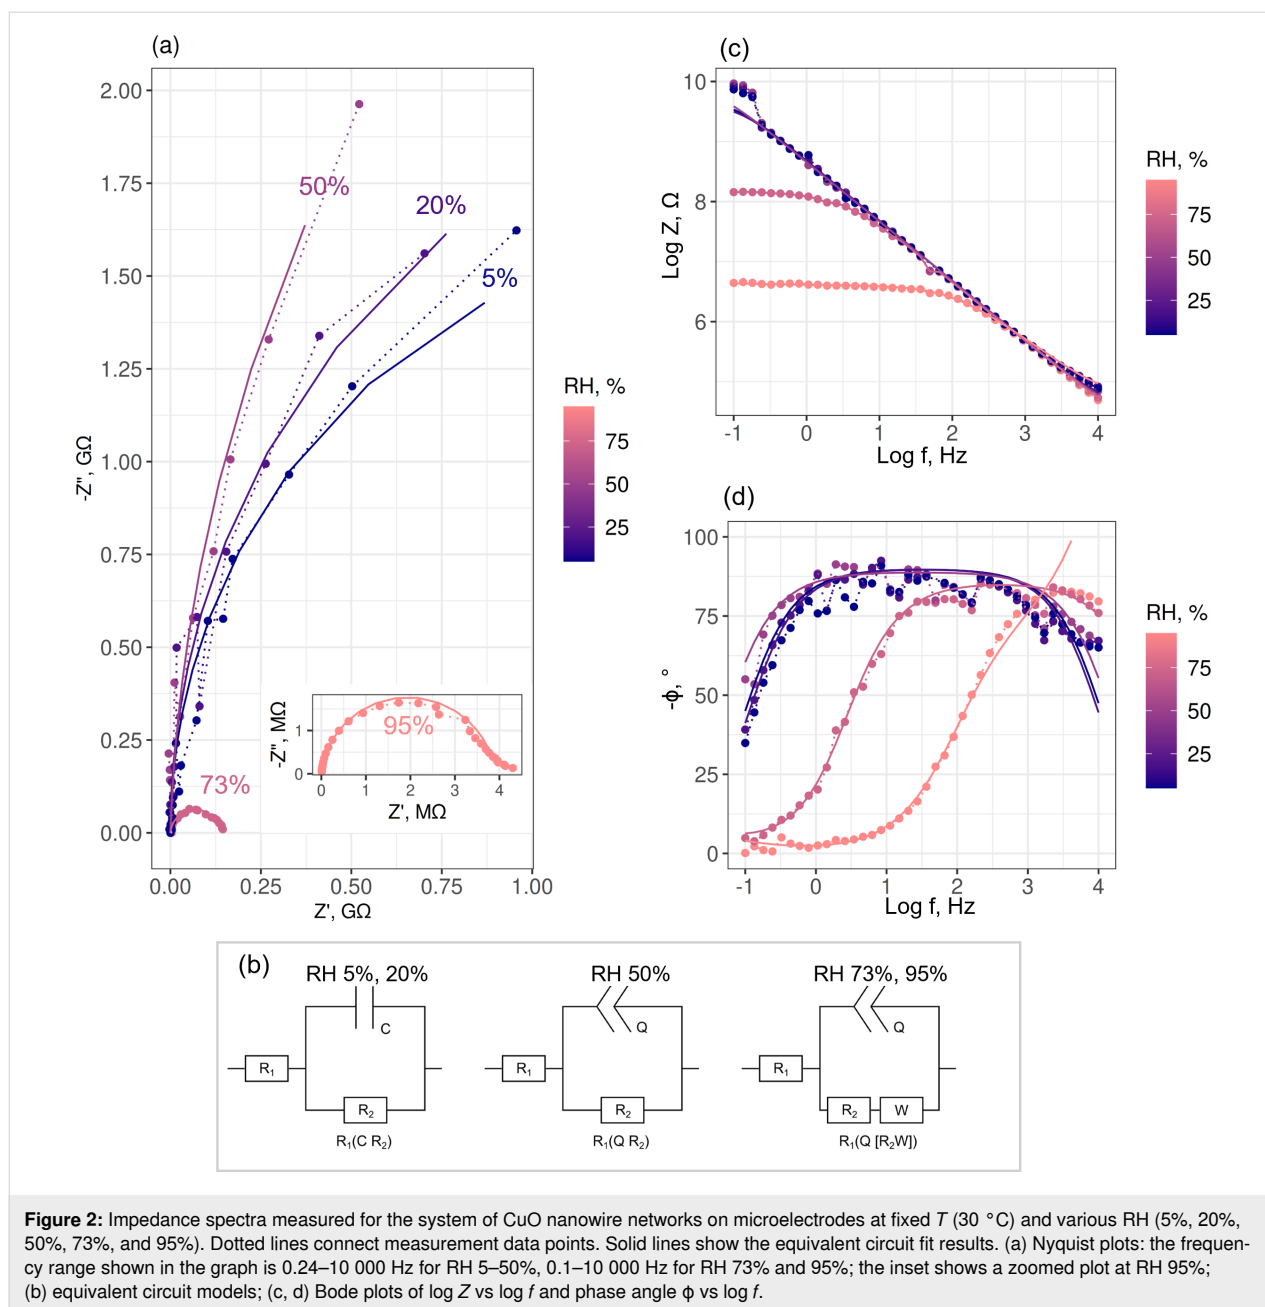 (a)
2.00
1.75
1.50
1.25
1.00
0.75
0.50
0.25
0.00
-Z", GΩ
50%
20%
5%
73%
95%
-Z", MΩ
1
0
0 1 2 3 4
Z', MΩ
0.00 0.25 0.50 0.75 1.00
Z', GΩ
RH, %
75
50
25
(c)
10
8
6
Log Z, Ω
-1 0 1 2 3 4
Log f, Hz
RH, %
75
50
25
(d)
100
75
50
25
0
-ϕ, °
-1 0 1 2 3 4
Log f, Hz
RH, %
75
50
25
(b)
RH 5%, 20%
C
R₁
R₂
R₁(C R₂)
RH 50%
Q
R₁
R₂
R₁(Q R₂)
RH 73%, 95%
Q
R₁
R₂ W
R₁(Q [R₂W])
Figure 2: Impedance spectra measured for the system of CuO nanowire networks on microelectrodes at fixed T (30 °C) and various RH (5%, 20%,
50%, 73%, and 95%). Dotted lines connect measurement data points. Solid lines show the equivalent circuit fit results. (a) Nyquist plots: the frequen-
cy range shown in the graph is 0.24–10 000 Hz for RH 5–50%, 0.1–10 000 Hz for RH 73% and 95%; the inset shows a zoomed plot at RH 95%;
(b) equivalent circuit models; (c, d) Bode plots of log Z vs log f and phase angle ϕ vs log f.